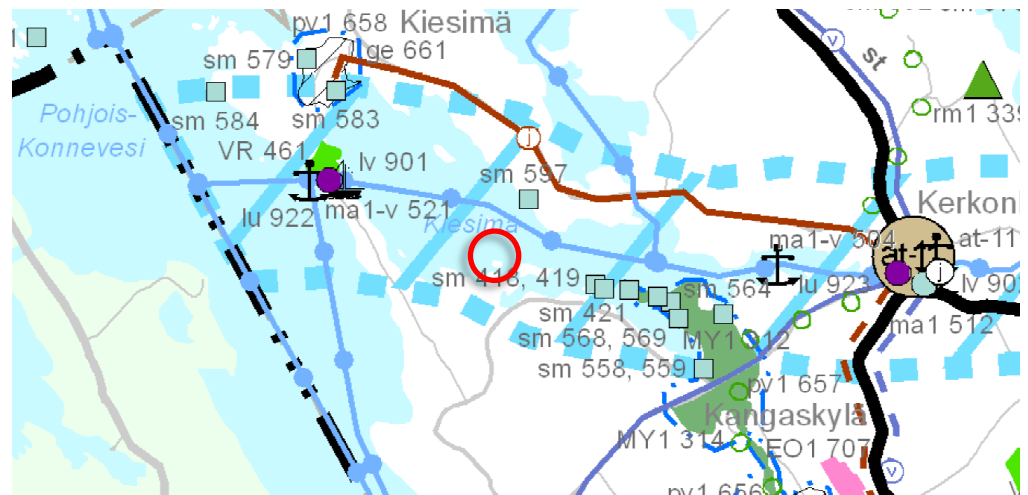 pv1 658 Kiesimä
sm 579
ge 661
st
v
sm 584
sm 583
rm1 339
Pohjois-
Konnevesi
j
VR 461
lv 901
sm 597
lu 922
ma1-v 521
Kiesimä
ma1-v 504
at-11
at-11
j
sm 418, 419
sm 564
lu 923
sm 421
ma1 512
sm 568, 569
MY1 312
sm 558, 559
pv1 657
Kangaskylä
MY1 314
EO1 707
v
pv1 656